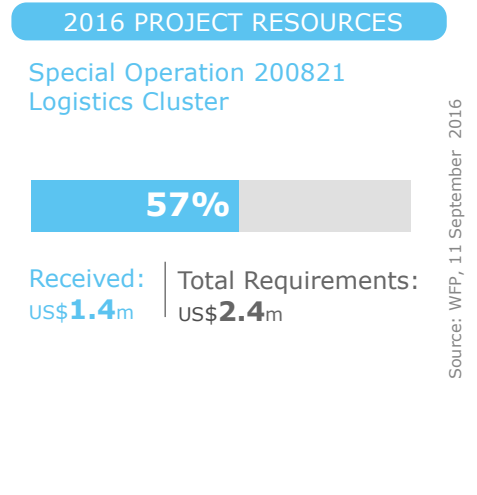 2016 PROJECT RESOURCES
Special Operation 200821
Logistics Cluster
57%
Received:
US$1.4m
Total Requirements:
US$2.4m
Source: WFP, 11 September 2016